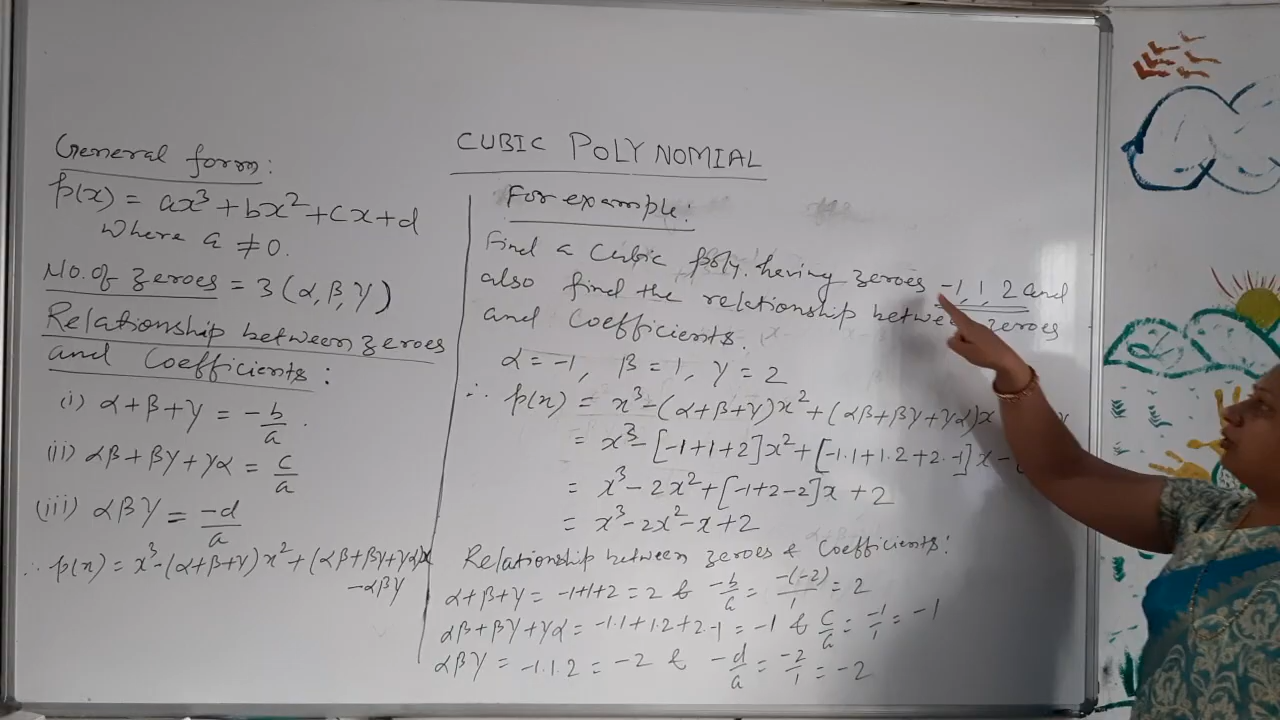 CUBIC POLYNOMIAL
General form:
p(x) = ax³+bx²+cx+d
Where a ≠ 0.
No. of zeroes = 3 (α, β, γ)
Relationship between zeroes
and Coefficients:
(i) α+β+γ = -b/a.
(ii) αβ+βγ+γα = c/a
(iii) αβγ = -d/a
∴ p(x) = x³-(α+β+γ)x²+(αβ+βγ+γα)x
-αβγ
For example:
Find a Cubic poly. having zeroes -1, 1, 2 and
also find the relationship between zeroes
and Coefficients.
α = -1, β = 1, γ = 2
∴ p(x) = x³-(α+β+γ)x²+(αβ+βγ+γα)x
= x³-[-1+1+2]x²+[-1.1+1.2+2.-1]x-
= x³-2x²+[-1+2-2]x+2
= x³-2x²-x+2
Relationship between zeroes & Coefficients:
α+β+γ = -1+1+2 = 2 & -b/a = -(-2)/1 = 2
αβ+βγ+γα = -1.1+1.2+2.-1 = -1 & c/a = -1/1 = -1
αβγ = -1.1.2 = -2 & -d/a = -2/1 = -2